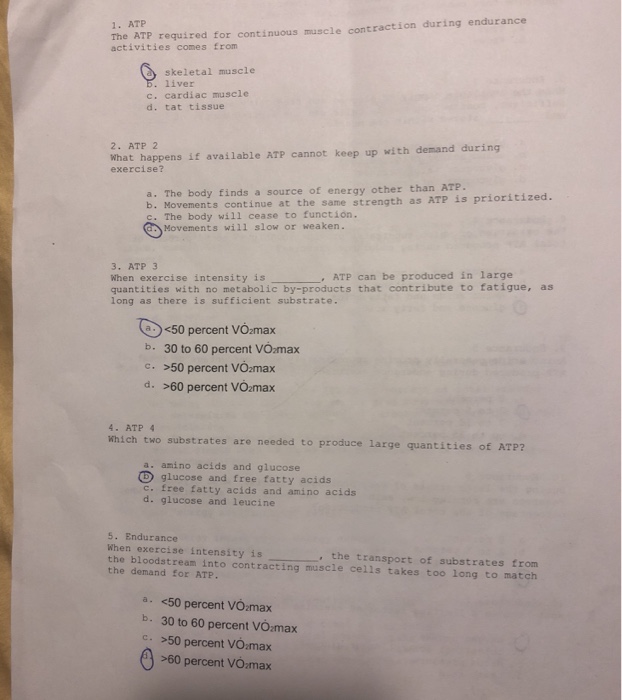 1. ATP
The ATP required for continuous muscle contraction during endurance
activities comes from
a. skeletal muscle
b. liver
c. cardiac muscle
d. tat tissue
2. ATP 2
What happens if available ATP cannot keep up with demand during
exercise?
a. The body finds a source of energy other than ATP.
b. Movements continue at the same strength as ATP is prioritized.
c. The body will cease to function.
d. Movements will slow or weaken.
3. ATP 3
When exercise intensity is ______, ATP can be produced in large
quantities with no metabolic by-products that contribute to fatigue, as
long as there is sufficient substrate.
a. <50 percent VO₂max
b. 30 to 60 percent VO₂max
c. >50 percent VO₂max
d. >60 percent VO₂max
4. ATP 4
Which two substrates are needed to produce large quantities of ATP?
a. amino acids and glucose
b glucose and free fatty acids
c. free fatty acids and amino acids
d. glucose and leucine
5. Endurance
When exercise intensity is ______, the transport of substrates from
the bloodstream into contracting muscle cells takes too long to match
the demand for ATP.
a. <50 percent VO₂max
b. 30 to 60 percent VO₂max
c. >50 percent VO₂max
d >60 percent VO₂max